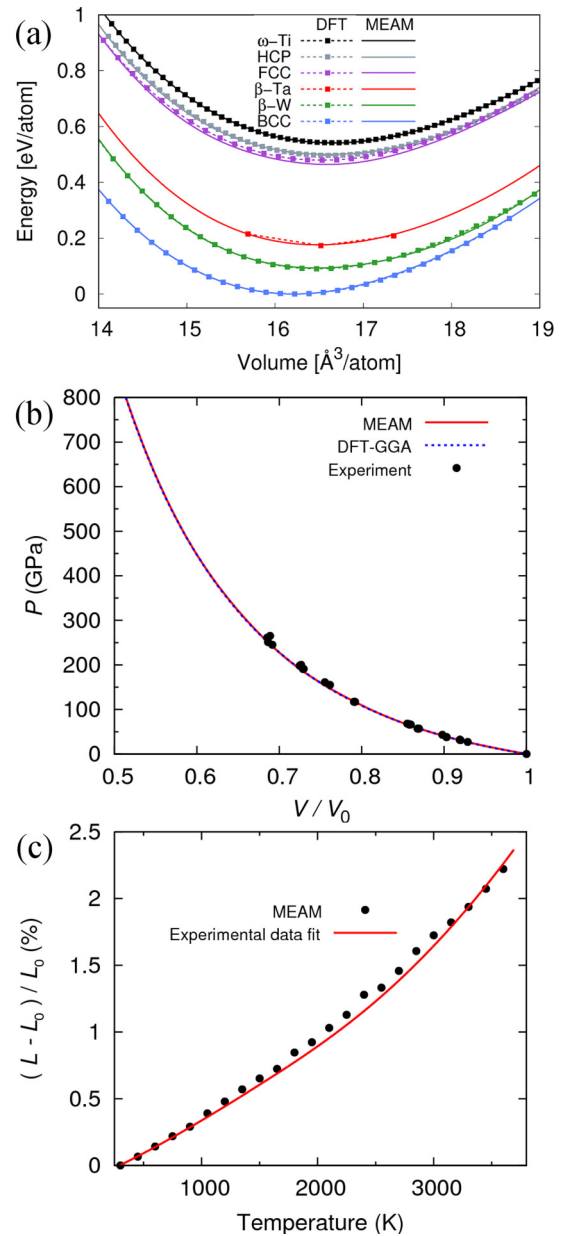 (a)
DFT MEAM
ω−Ti
HCP
FCC
β−Ta
β−W
BCC
1
0.8
0.6
0.4
0.2
0
Energy [eV/atom]
14 15 16 17 18 19
Volume [Å³/atom]
(b)
800
700
600
500
400
300
200
100
0
P (GPa)
MEAM
DFT-GGA
Experiment
0.5 0.6 0.7 0.8 0.9 1
V / V₀
(c)
2.5
2
1.5
1
0.5
0
( L - L₀ ) / L₀ (%)
MEAM
Experimental data fit
1000 2000 3000
Temperature (K)